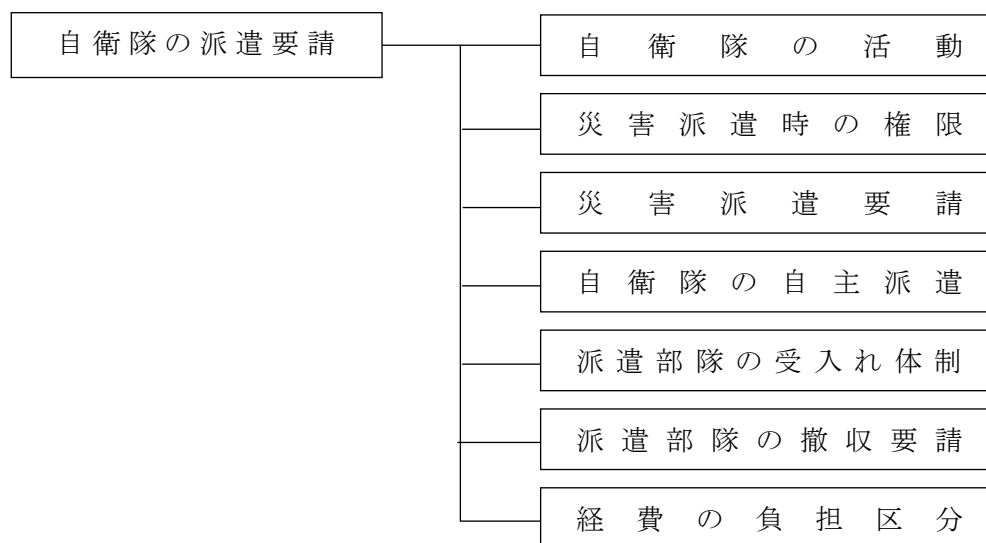 自衛隊の派遣要請
自衛隊の活動
災害派遣時の権限
災害派遣要請
自衛隊の自主派遣
派遣部隊の受入れ体制
派遣部隊の撤収要請
経費の負担区分